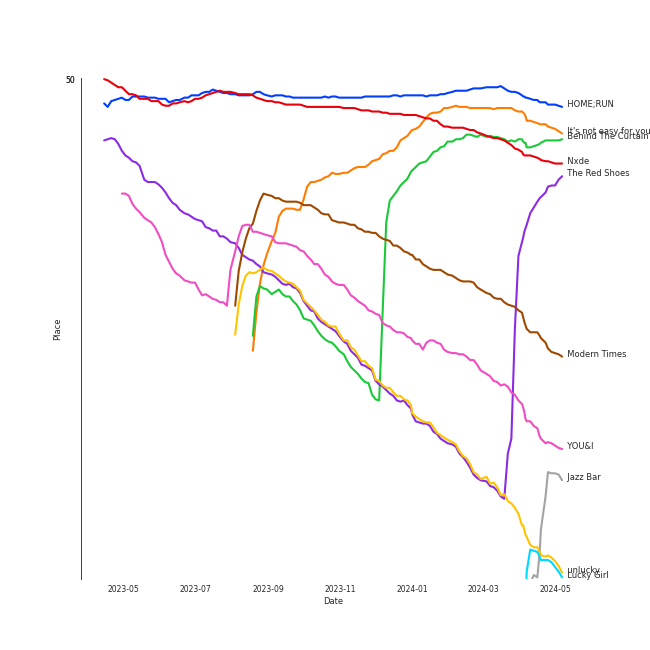 50
HOME;RUN
It's not easy for you
Behind The Curtain
Nxde
The Red Shoes
Place
Modern Times
YOU&I
Jazz Bar
unlucky
Lucky Girl
2023-05 2023-07 2023-09 2023-11 2024-01 2024-03 2024-05
Date